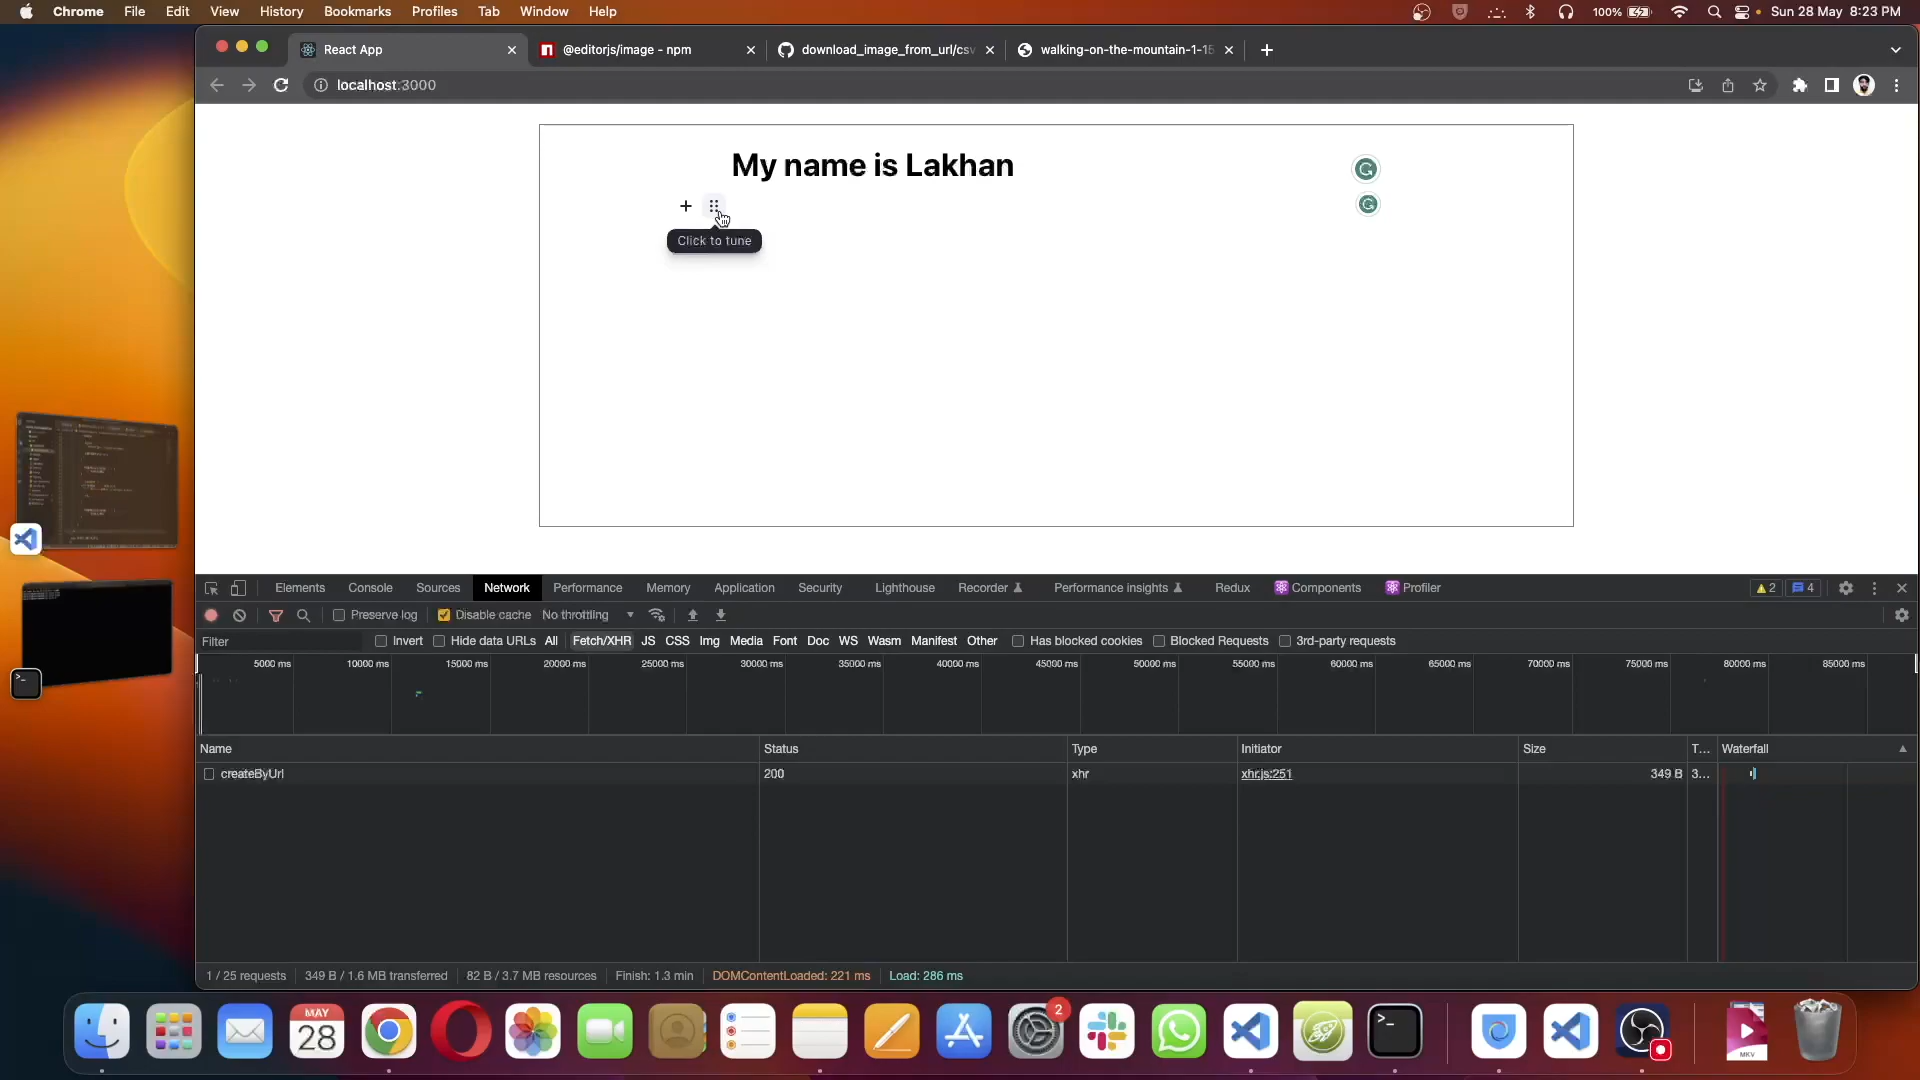 Chrome File Edit View History Bookmarks Profiles Tab Window Help
100% Sun 28 May 8:23 PM
React App
@editorjs/image - npm
download_image_from_url/csv
walking-on-the-mountain-1-15
localhost:3000
My name is Lakhan
Click to tune
Elements Console Sources Network Performance Memory Application Security Lighthouse Recorder Performance insights Redux Components Profiler 2 4
Preserve log Disable cache No throttling
Filter Invert Hide data URLs All Fetch/XHR JS CSS Img Media Font Doc WS Wasm Manifest Other Has blocked cookies Blocked Requests 3rd-party requests
5000 ms 10000 ms 15000 ms 20000 ms 25000 ms 30000 ms 35000 ms 40000 ms 45000 ms 50000 ms 55000 ms 60000 ms 65000 ms 70000 ms 75000 ms 80000 ms 85000 ms
Name Status Type Initiator Size T... Waterfall
createByUrl 200 xhr xhr.js:251 349 B 3...
1 / 25 requests 349 B / 1.6 MB transferred 82 B / 3.7 MB resources Finish: 1.3 min DOMContentLoaded: 221 ms Load: 286 ms
MAY
28
2
MKV